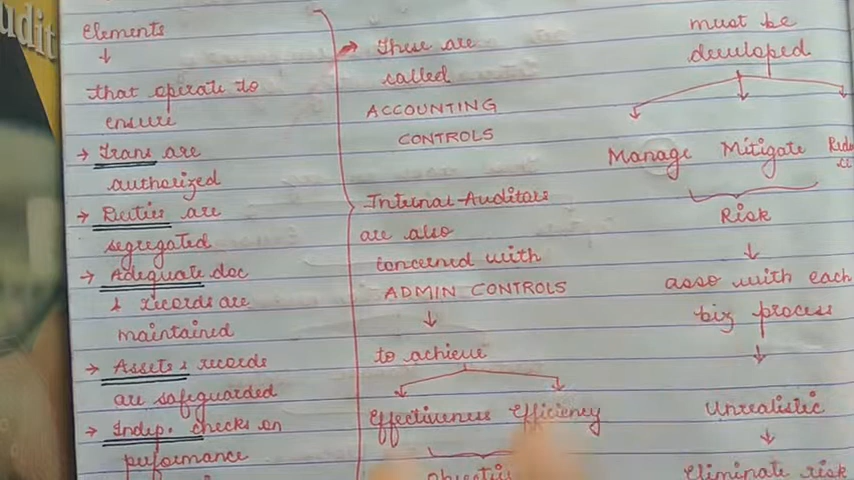 udit
Elements
↓
that operate to
ensure
→ Trans are
authorized
→ Duties are
segregated
→ Adequate doc
& records are
maintained
→ Assets & records
are safeguarded
→ Indep. checks on
performance
→ These are
called
ACCOUNTING
CONTROLS
Internal Auditors
are also
concerned with
ADMIN CONTROLS
↓
to achieve
Effectiveness Efficiency
must be
developed
Manage Mitigate
Risk
↓
asso with each
biz process
↓
Unrealistic
↓
Eliminate risk